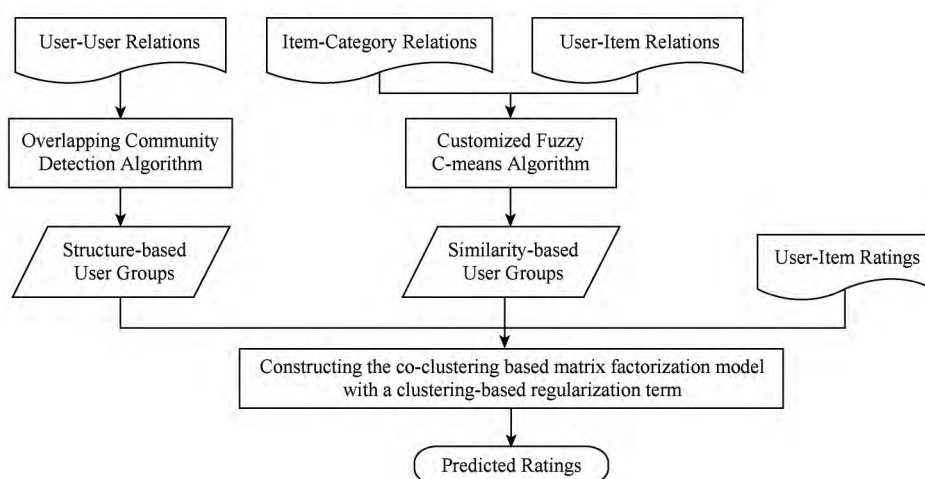 User-User Relations
Item-Category Relations
User-Item Relations
Overlapping Community
Detection Algorithm
Customized Fuzzy
C-means Algorithm
Structure-based
User Groups
Similarity-based
User Groups
User-Item Ratings
Constructing the co-clustering based matrix factorization model
with a clustering-based regularization term
Predicted Ratings